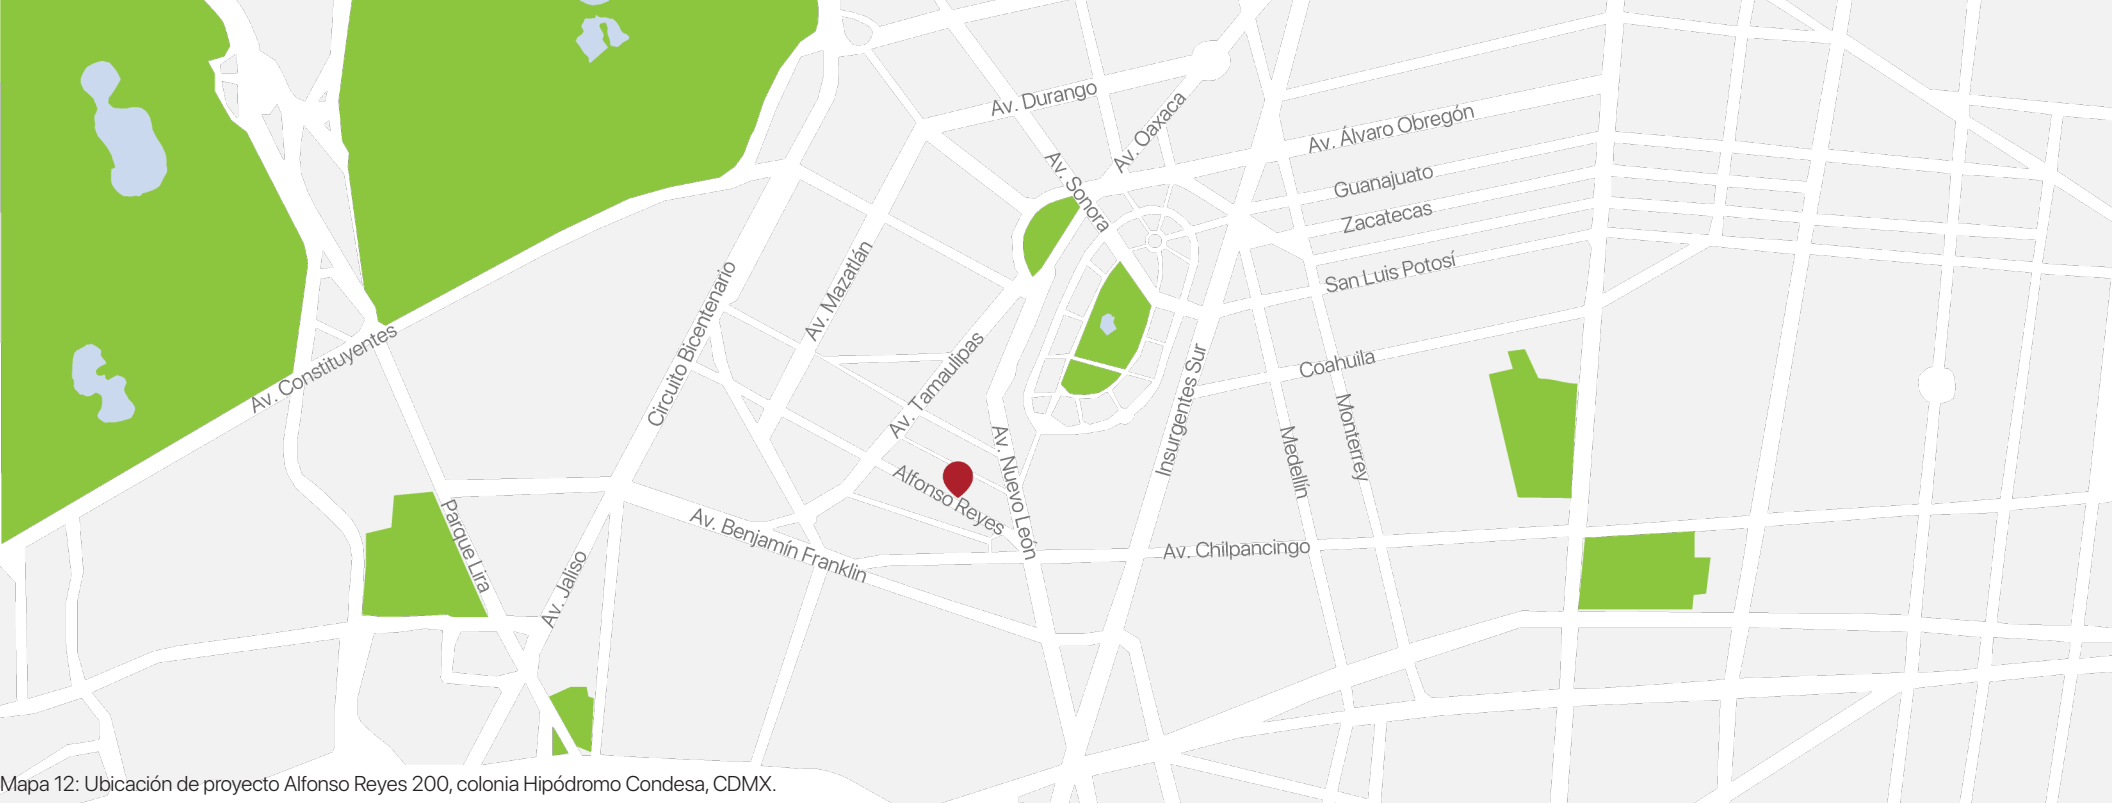 Av. Durango
Av. Oaxaca
Av. Álvaro Obregón
Av. Sonora
Guanajuato
Zacatecas
San Luis Potosí
Av. Mazatlán
Circuito Bicentenario
Av. Constituyentes
Av. Tamaulipas
Insurgentes Sur
Coahuila
Monterrey
Medellín
Av. Nuevo León
Alfonso Reyes
Parque Lira
Av. Benjamín Franklin
Av. Jaliso
Av. Chilpancingo
Mapa 12: Ubicación de proyecto Alfonso Reyes 200, colonia Hipódromo Condesa, CDMX.